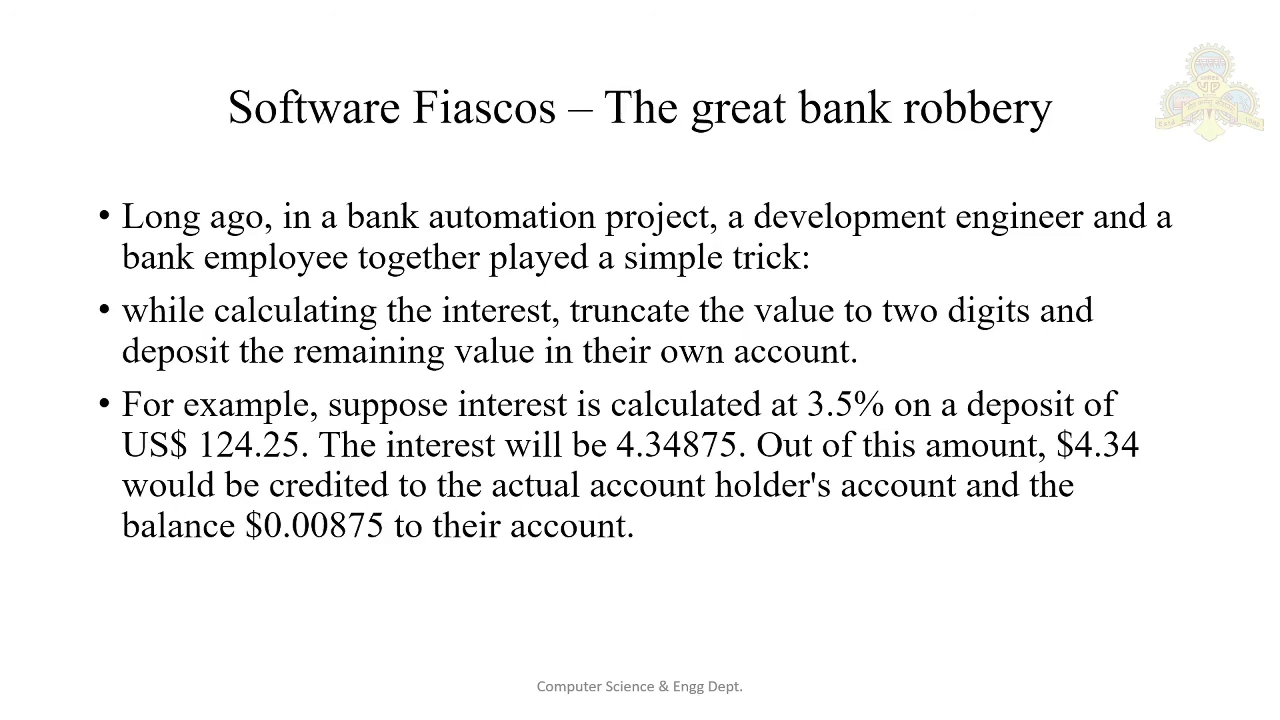 Software Fiascos – The great bank robbery
• Long ago, in a bank automation project, a development engineer and a
bank employee together played a simple trick:
• while calculating the interest, truncate the value to two digits and
deposit the remaining value in their own account.
• For example, suppose interest is calculated at 3.5% on a deposit of
US$ 124.25. The interest will be 4.34875. Out of this amount, $4.34
would be credited to the actual account holder's account and the
balance $0.00875 to their account.
Computer Science & Engg Dept.